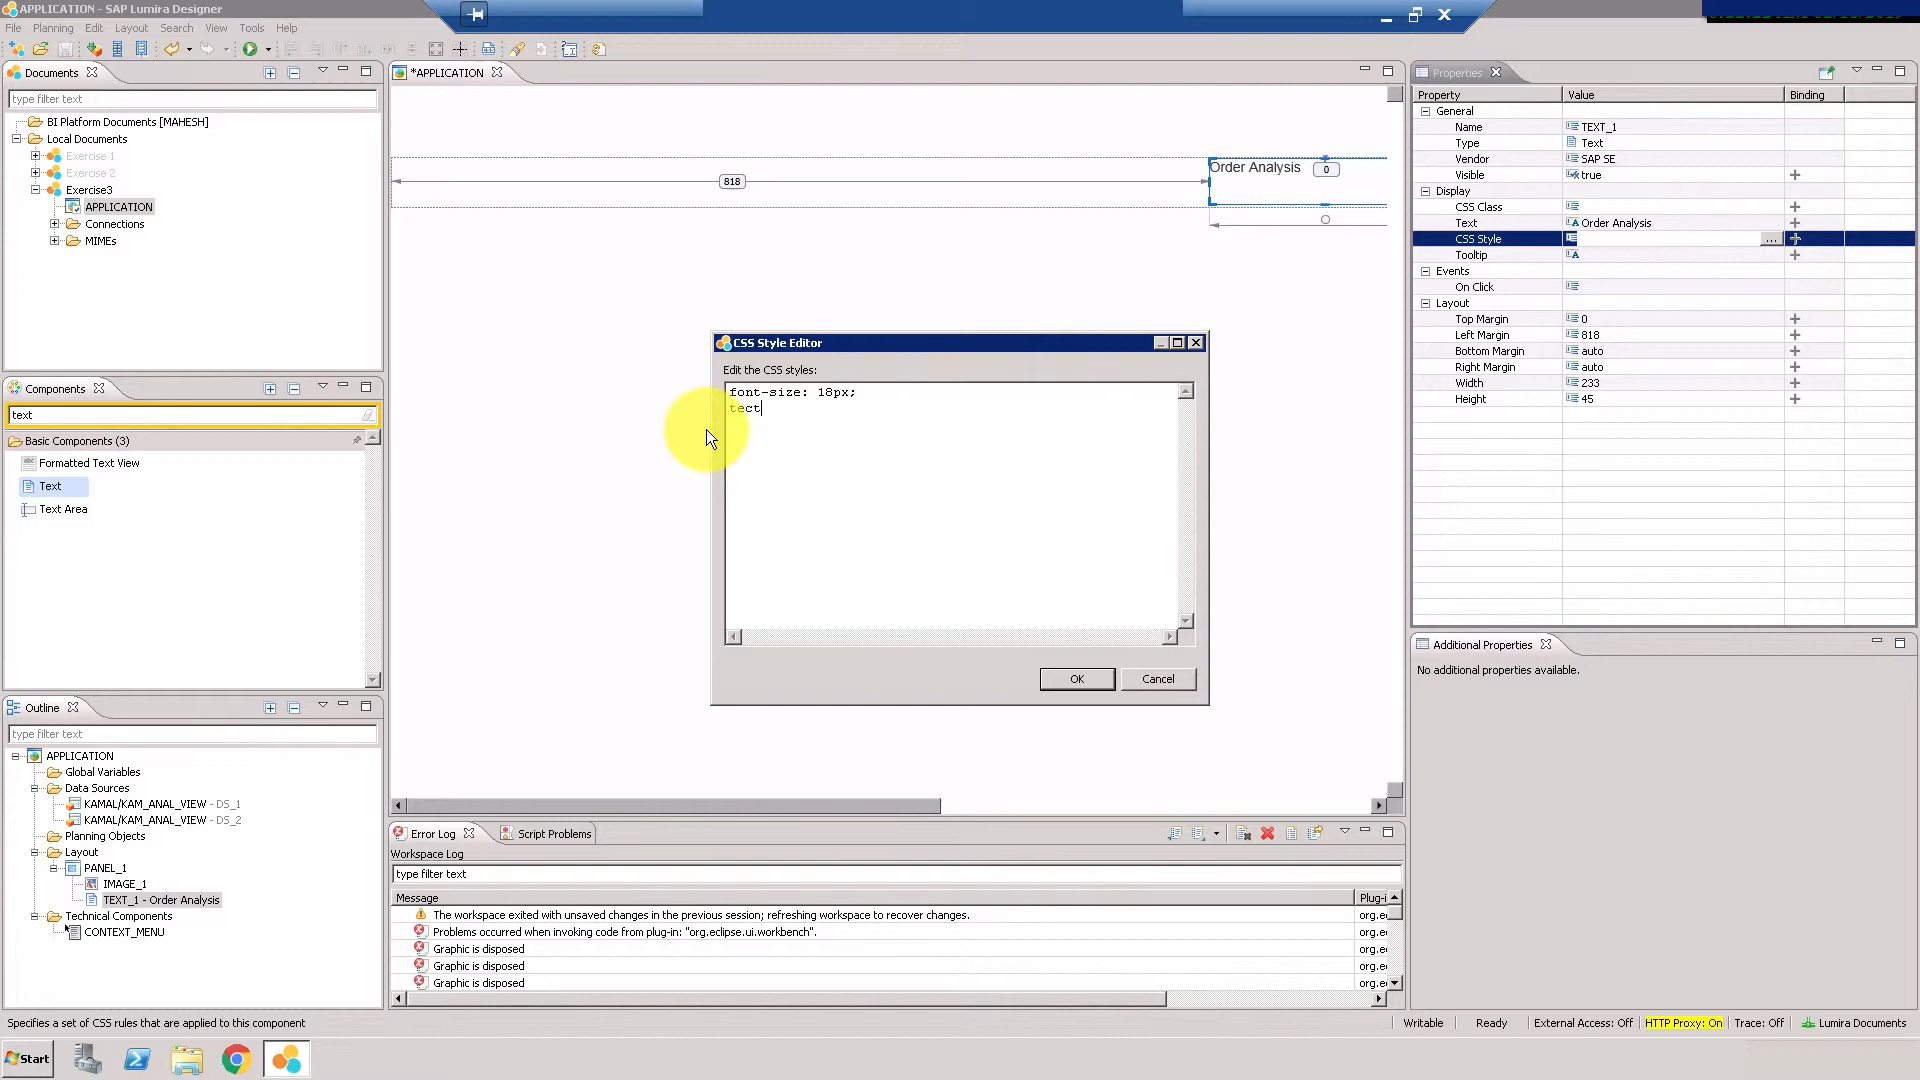 APPLICATION - SAP Lumira Designer
File Planning Edit Layout Search View Tools Help
Documents
type filter text
BI Platform Documents [MAHESH]
Local Documents
Exercise 1
Exercise 2
Exercise3
APPLICATION
Connections
MIMEs
Components
text
Basic Components (3)
Formatted Text View
Text
Text Area
Outline
type filter text
APPLICATION
Global Variables
Data Sources
KAMAL/KAM_ANAL_VIEW - DS_1
KAMAL/KAM_ANAL_VIEW - DS_2
Planning Objects
Layout
PANEL_1
IMAGE_1
TEXT_1 - Order Analysis
Technical Components
CONTEXT_MENU
*APPLICATION
818
Order Analysis 0
CSS Style Editor
Edit the CSS styles:
font-size: 18px;
tect
OK Cancel
Error Log Script Problems
Workspace Log
type filter text
Message Plug-i
The workspace exited with unsaved changes in the previous session; refreshing workspace to recover changes. org.e
Problems occurred when invoking code from plug-in: "org.eclipse.ui.workbench". org.e
Graphic is disposed org.e
Graphic is disposed org.e
Graphic is disposed org.e
Properties
Property Value Binding
General
Name TEXT_1
Type Text
Vendor SAP SE
Visible true
Display
CSS Class
Text Order Analysis
CSS Style ...
Tooltip
Events
On Click
Layout
Top Margin 0
Left Margin 818
Bottom Margin auto
Right Margin auto
Width 233
Height 45
Additional Properties
No additional properties available.
Specifies a set of CSS rules that are applied to this component
Writable Ready External Access: Off HTTP Proxy: On Trace: Off Lumira Documents
Start